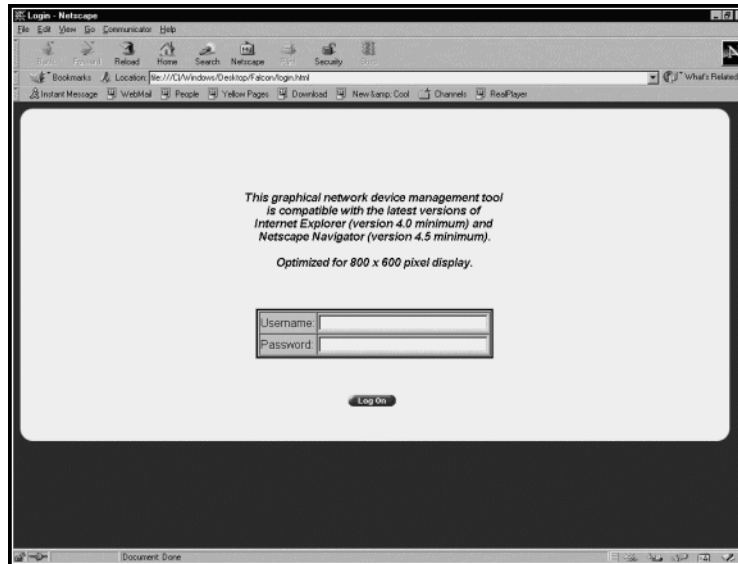 Login - Netscape
File Edit View Go Communicator Help
Back Forward Reload Home Search Netscape Print Security Stop
Bookmarks Location: file:///C|/Windows/Desktop/Falcon/login.html What's Related
Instant Message WebMail People Yellow Pages Download New &amp; Cool Channels RealPlayer
This graphical network device management tool
is compatible with the latest versions of
Internet Explorer (version 4.0 minimum) and
Netscape Navigator (version 4.5 minimum).
Optimized for 800 x 600 pixel display.
Username:
Password:
Log On
Document: Done